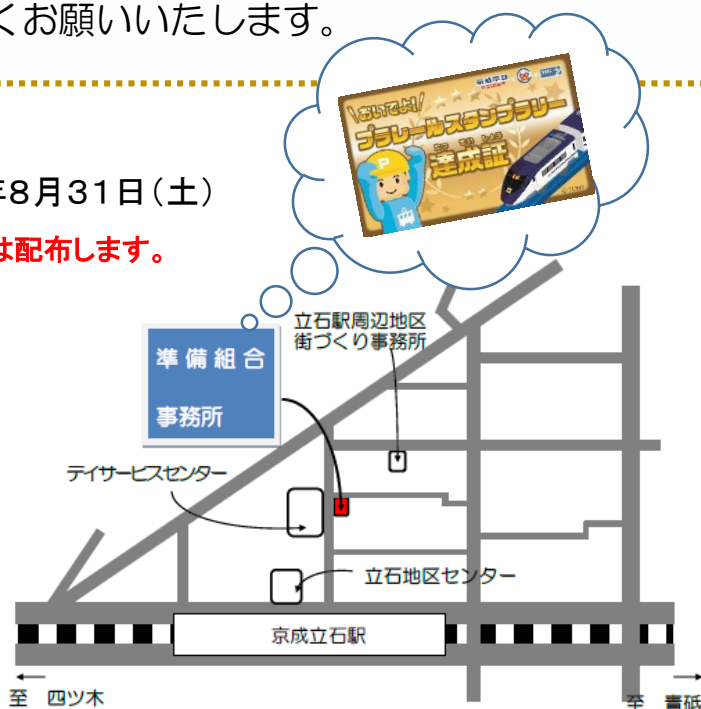 くお願いいたします。
おいでよ!
プラレールスタンプラリー
達成証
年8月31日(土)
は配布します。
立石駅周辺地区
街づくり事務所
準備組合
事務所
デイサービスセンター
立石地区センター
京成立石駅
至 四ツ木
至 青砥